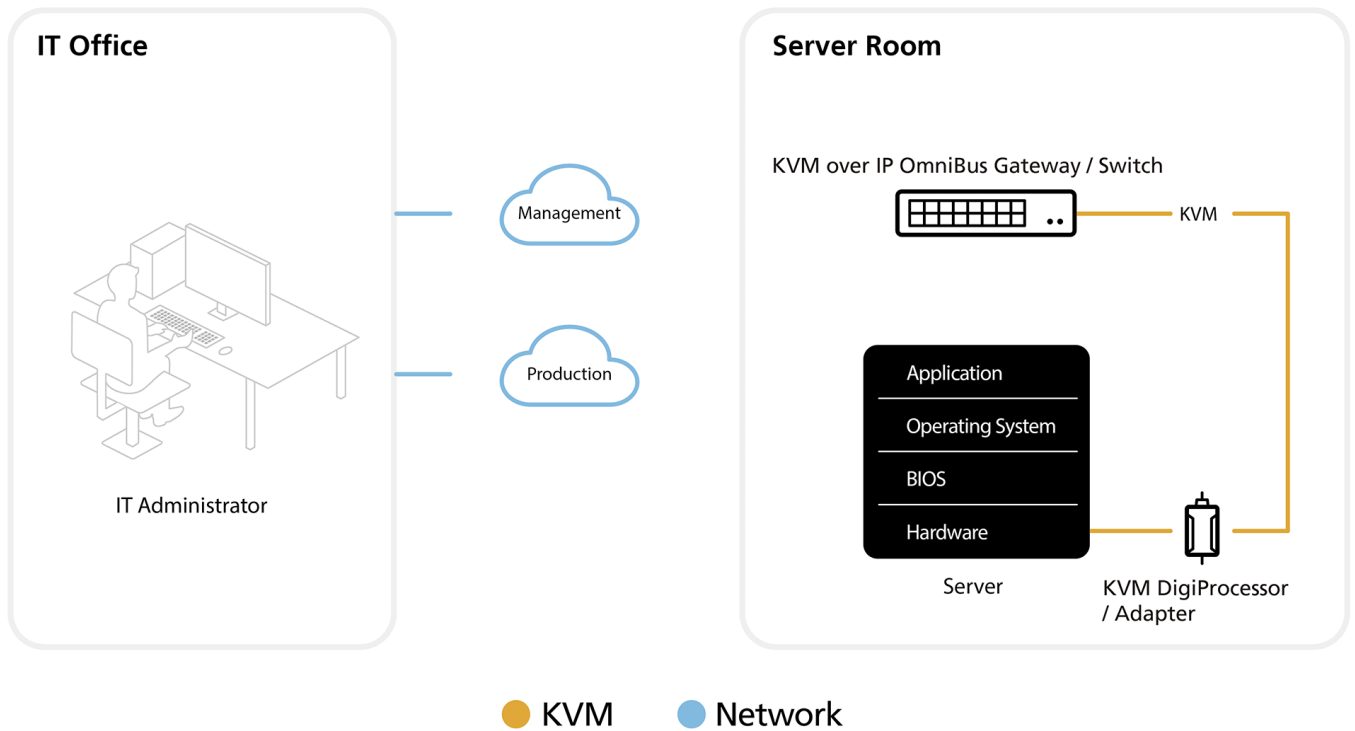 IT Office
Server Room
KVM over IP OmniBus Gateway / Switch
Management
KVM
Production
Application
Operating System
BIOS
Hardware
IT Administrator
Server
KVM DigiProcessor
/ Adapter
KVM
Network